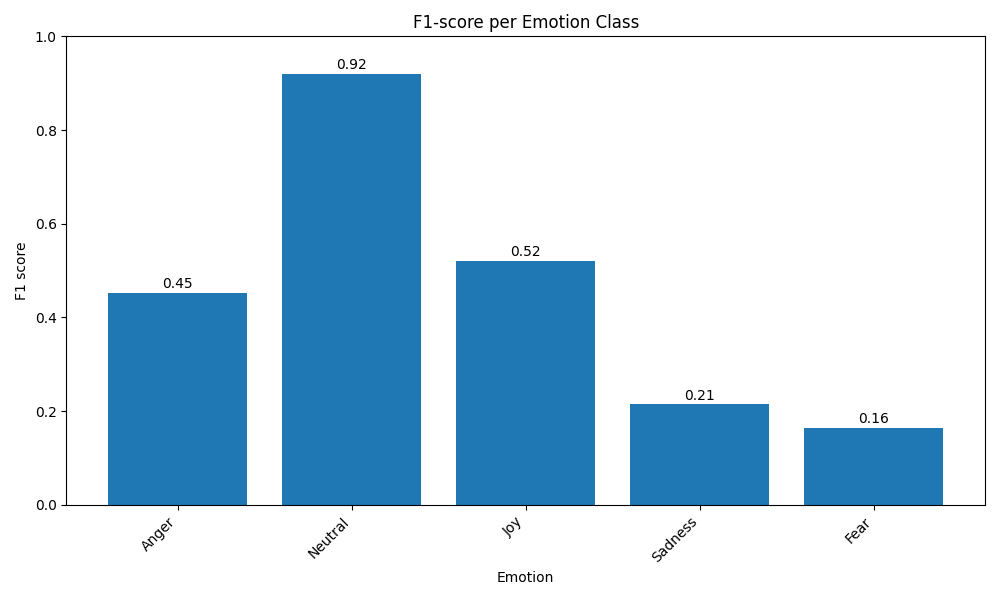 F1-score per Emotion Class
F1 score
1.0
0.8
0.6
0.4
0.2
0.0
0.45
0.92
0.52
0.21
0.16
Anger
Neutral
Joy
Sadness
Fear
Emotion